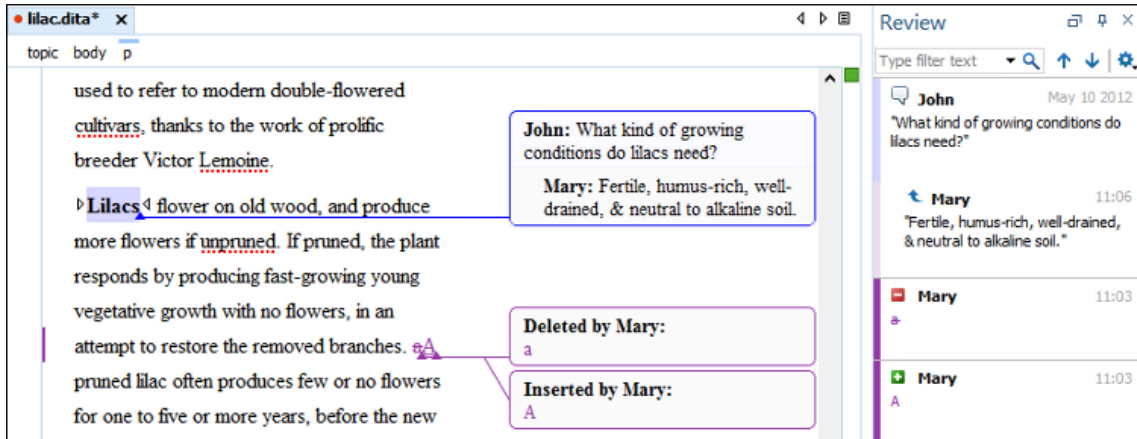 lilac.dita*
topic body p
used to refer to modern double-flowered
cultivars, thanks to the work of prolific
breeder Victor Lemoine.
Lilacs flower on old wood, and produce
more flowers if unpruned. If pruned, the plant
responds by producing fast-growing young
vegetative growth with no flowers, in an
attempt to restore the removed branches. aA
pruned lilac often produces few or no flowers
for one to five or more years, before the new
John: What kind of growing
conditions do lilacs need?
Mary: Fertile, humus-rich, well-
drained, & neutral to alkaline soil.
Deleted by Mary:
a
Inserted by Mary:
A
Review
Type filter text
John May 10 2012
"What kind of growing conditions do
lilacs need?"
Mary 11:06
"Fertile, humus-rich, well-drained,
& neutral to alkaline soil."
Mary 11:03
a
Mary 11:03
A